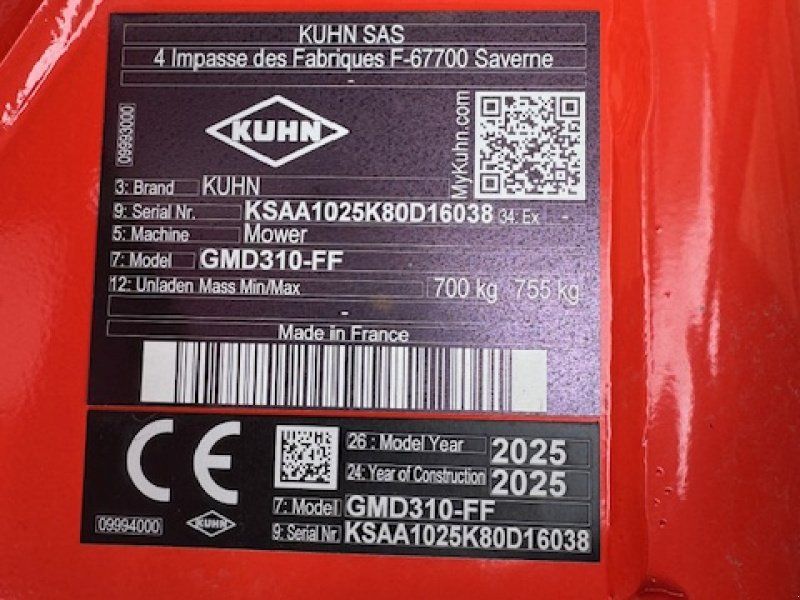 KUHN SAS
4 Impasse des Fabriques F-67700 Saverne
-
09993000
KUHN
MyKuhn.com
3: Brand KUHN
9: Serial Nr. KSAA1025K80D16038 34: Ex -
5: Machine Mower
7: Model GMD310-FF
12: Unladen Mass Min/Max 700 kg 755 kg
-
Made in France
CE
26 : Model Year 2025
24: Year of Construction 2025
7: Model GMD310-FF
09994000 KUHN 9: Serial Nr. KSAA1025K80D16038